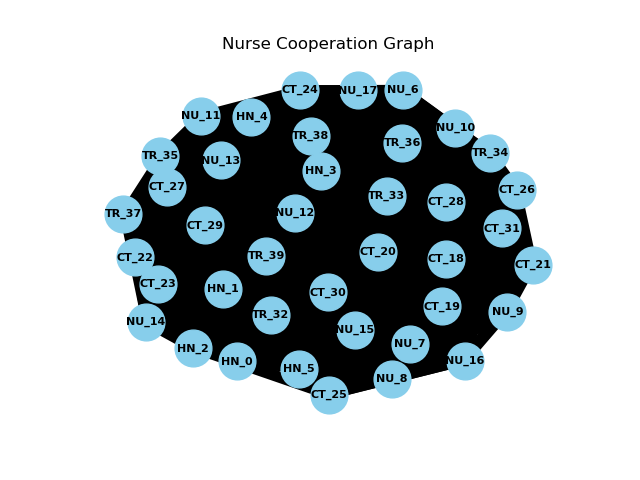 Nurse Cooperation Graph
CT_24
NU_17
NU_6
NU_11
HN_4
NU_10
TR_38
TR_36
TR_34
TR_35
NU_13
HN_3
CT_27
CT_26
TR_33
CT_28
TR_37
NU_12
CT_29
CT_31
CT_22
TR_39
CT_20
CT_18
CT_21
CT_23
HN_1
CT_30
CT_19
NU_9
TR_32
NU_14
NU_15
NU_7
HN_2
HN_0
NU_16
HN_5
NU_8
CT_25